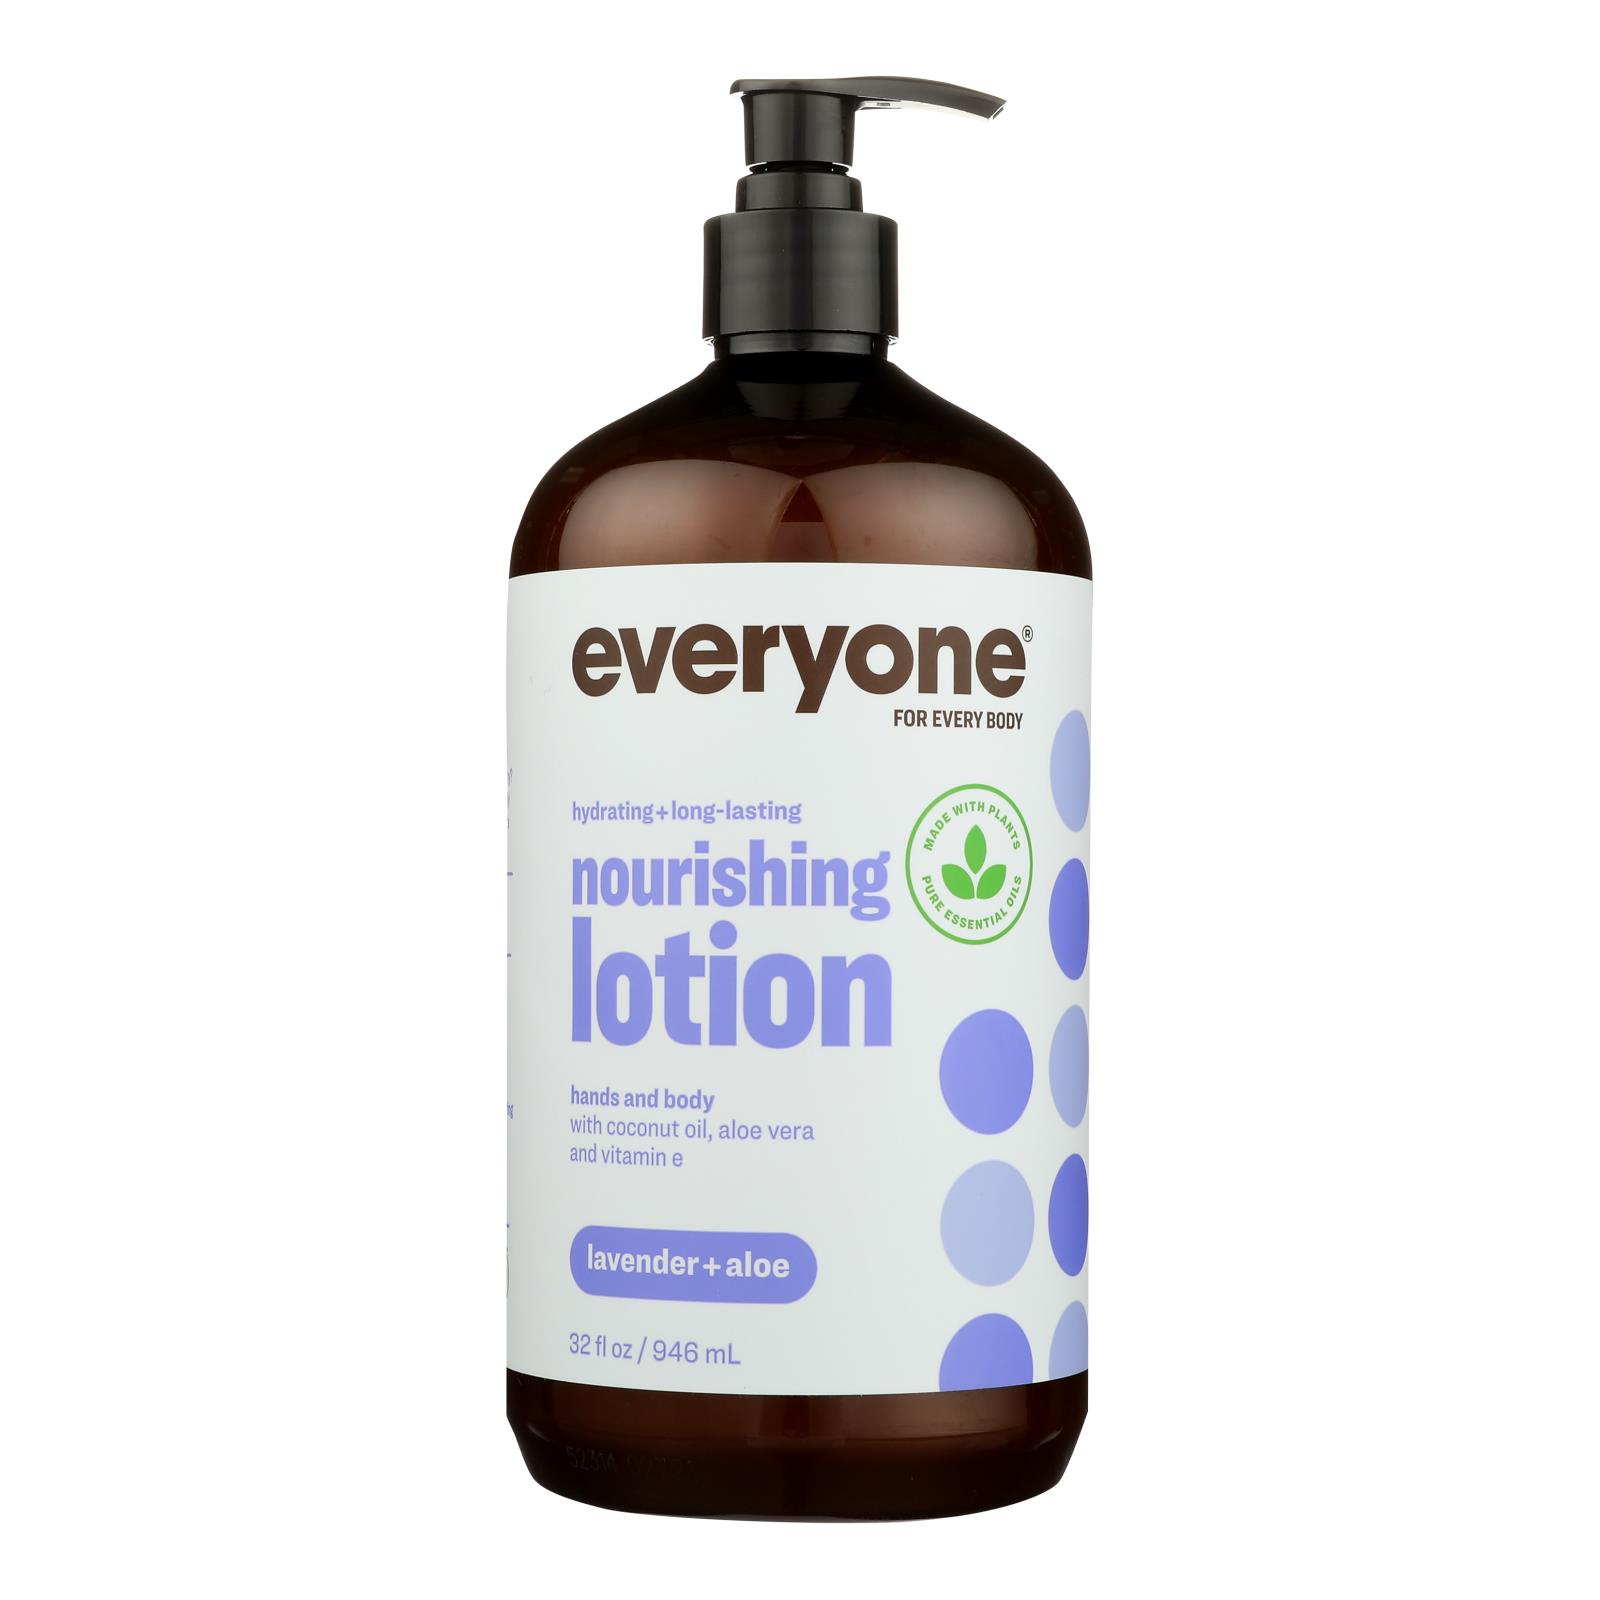 everyone®
FOR EVERY BODY
hydrating+long-lasting
nourishing
lotion
MADE WITH PLANTS
PURE ESSENTIAL OILS
hands and body
with coconut oil, aloe vera
and vitamin e
lavender+aloe
32 fl oz / 946 mL